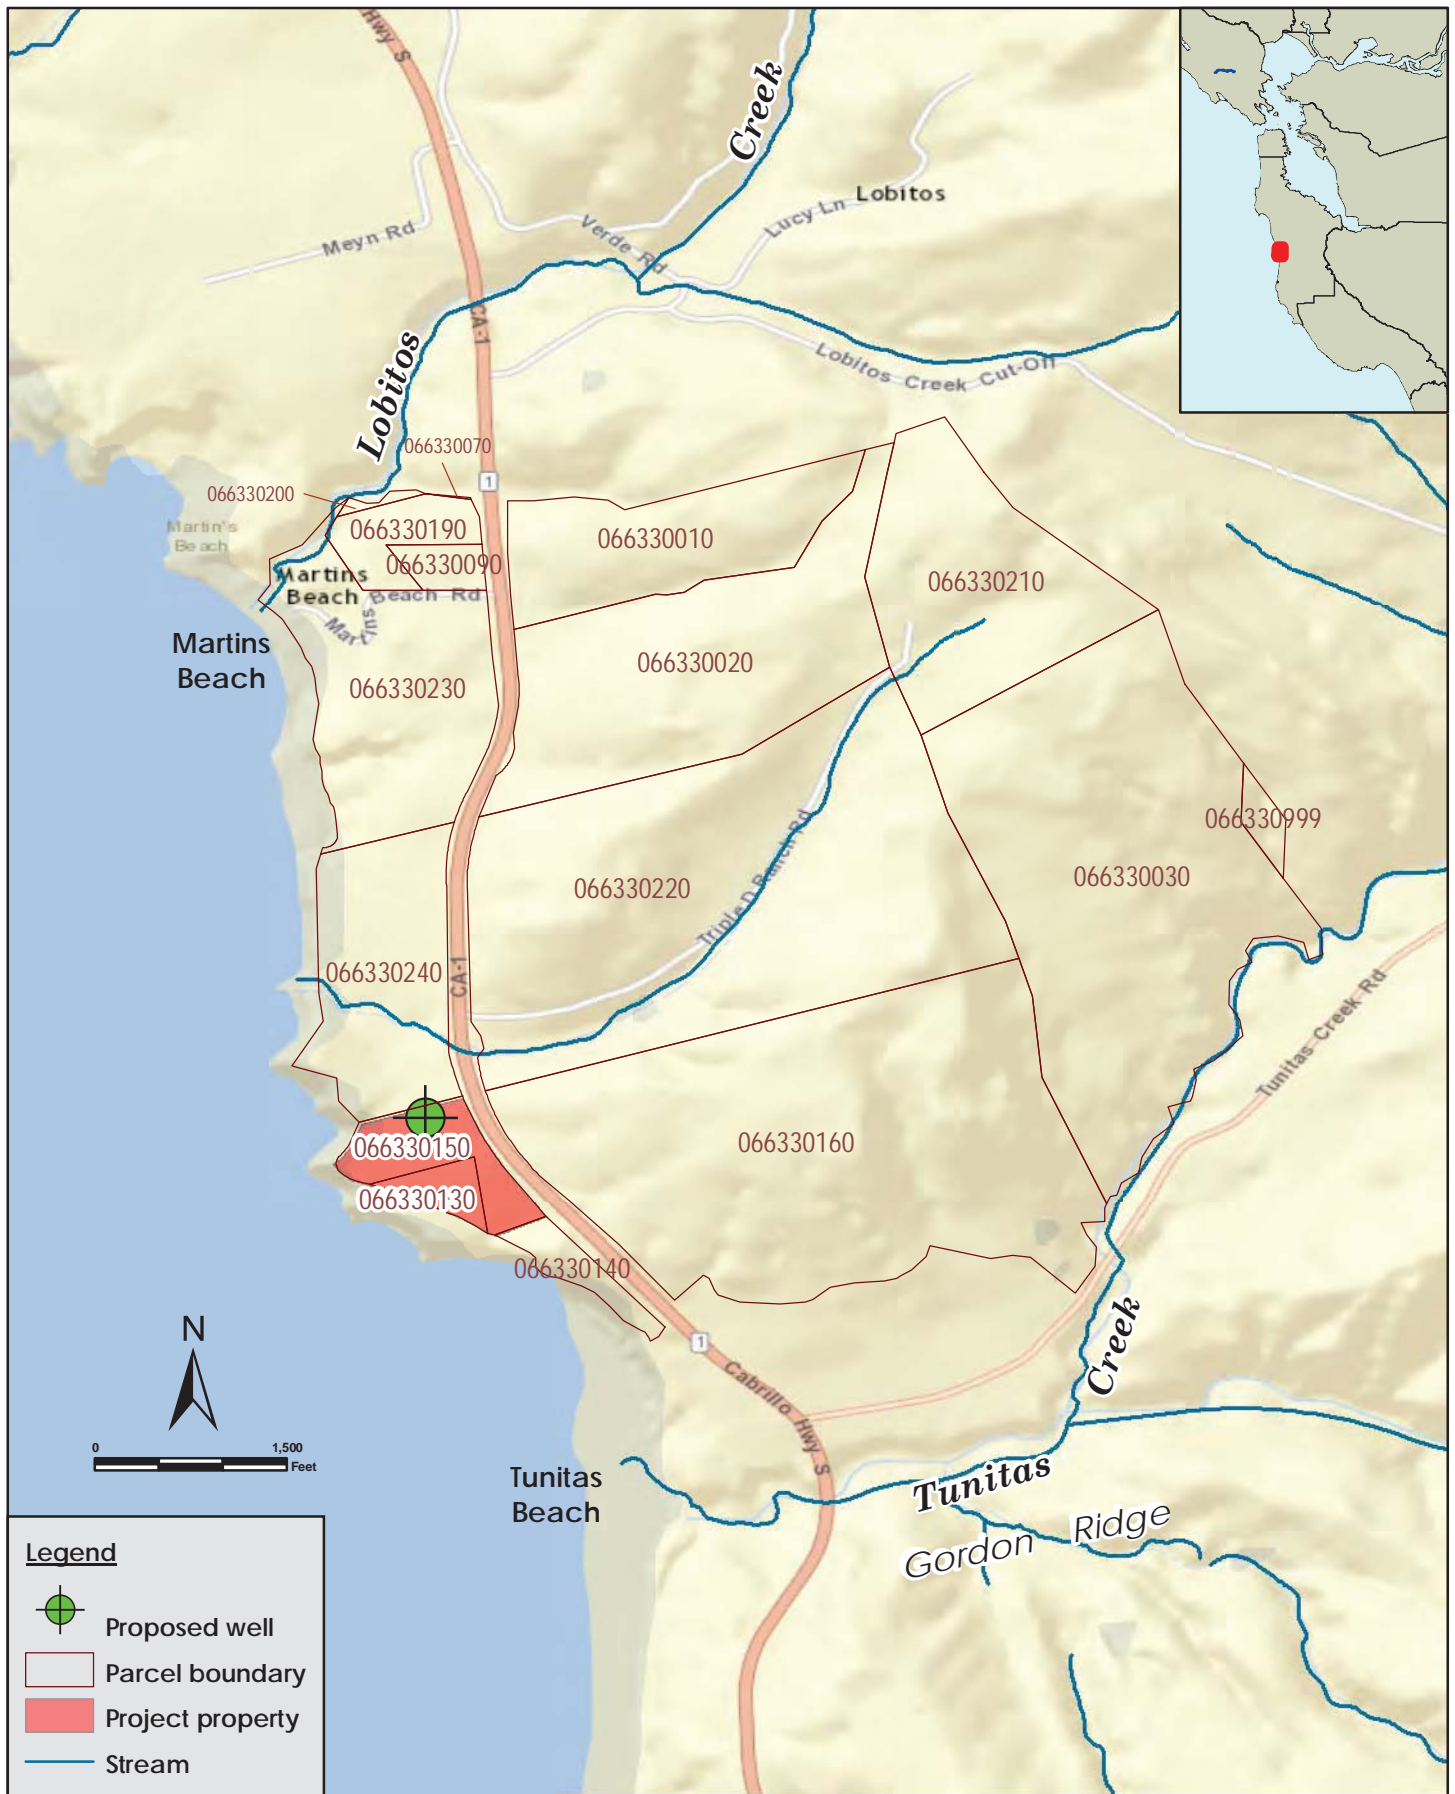 Hwy S
Creek
Lobitos
Lucy Ln
Verde Rd
Meyn Rd
CA-1
Lobitos Creek Cut-Off
Lobitos
066330070
1
066330200
066330190
Martin's
Beach
066330010
066330090
Martins
Beach
066330210
Martins
Beach Rd
Martins
Beach
066330020
066330230
066330999
066330220
066330030
Triple D Ranch Rd
066330240
CA-1
Tunitas Creek Rd
066330150
066330160
066330130
066330140
1
Creek
Cabrillo Hwy S
N
0 1,500
Feet
Tunitas
Beach
Tunitas
Gordon Ridge
Legend
Proposed well
Parcel boundary
Project property
Stream